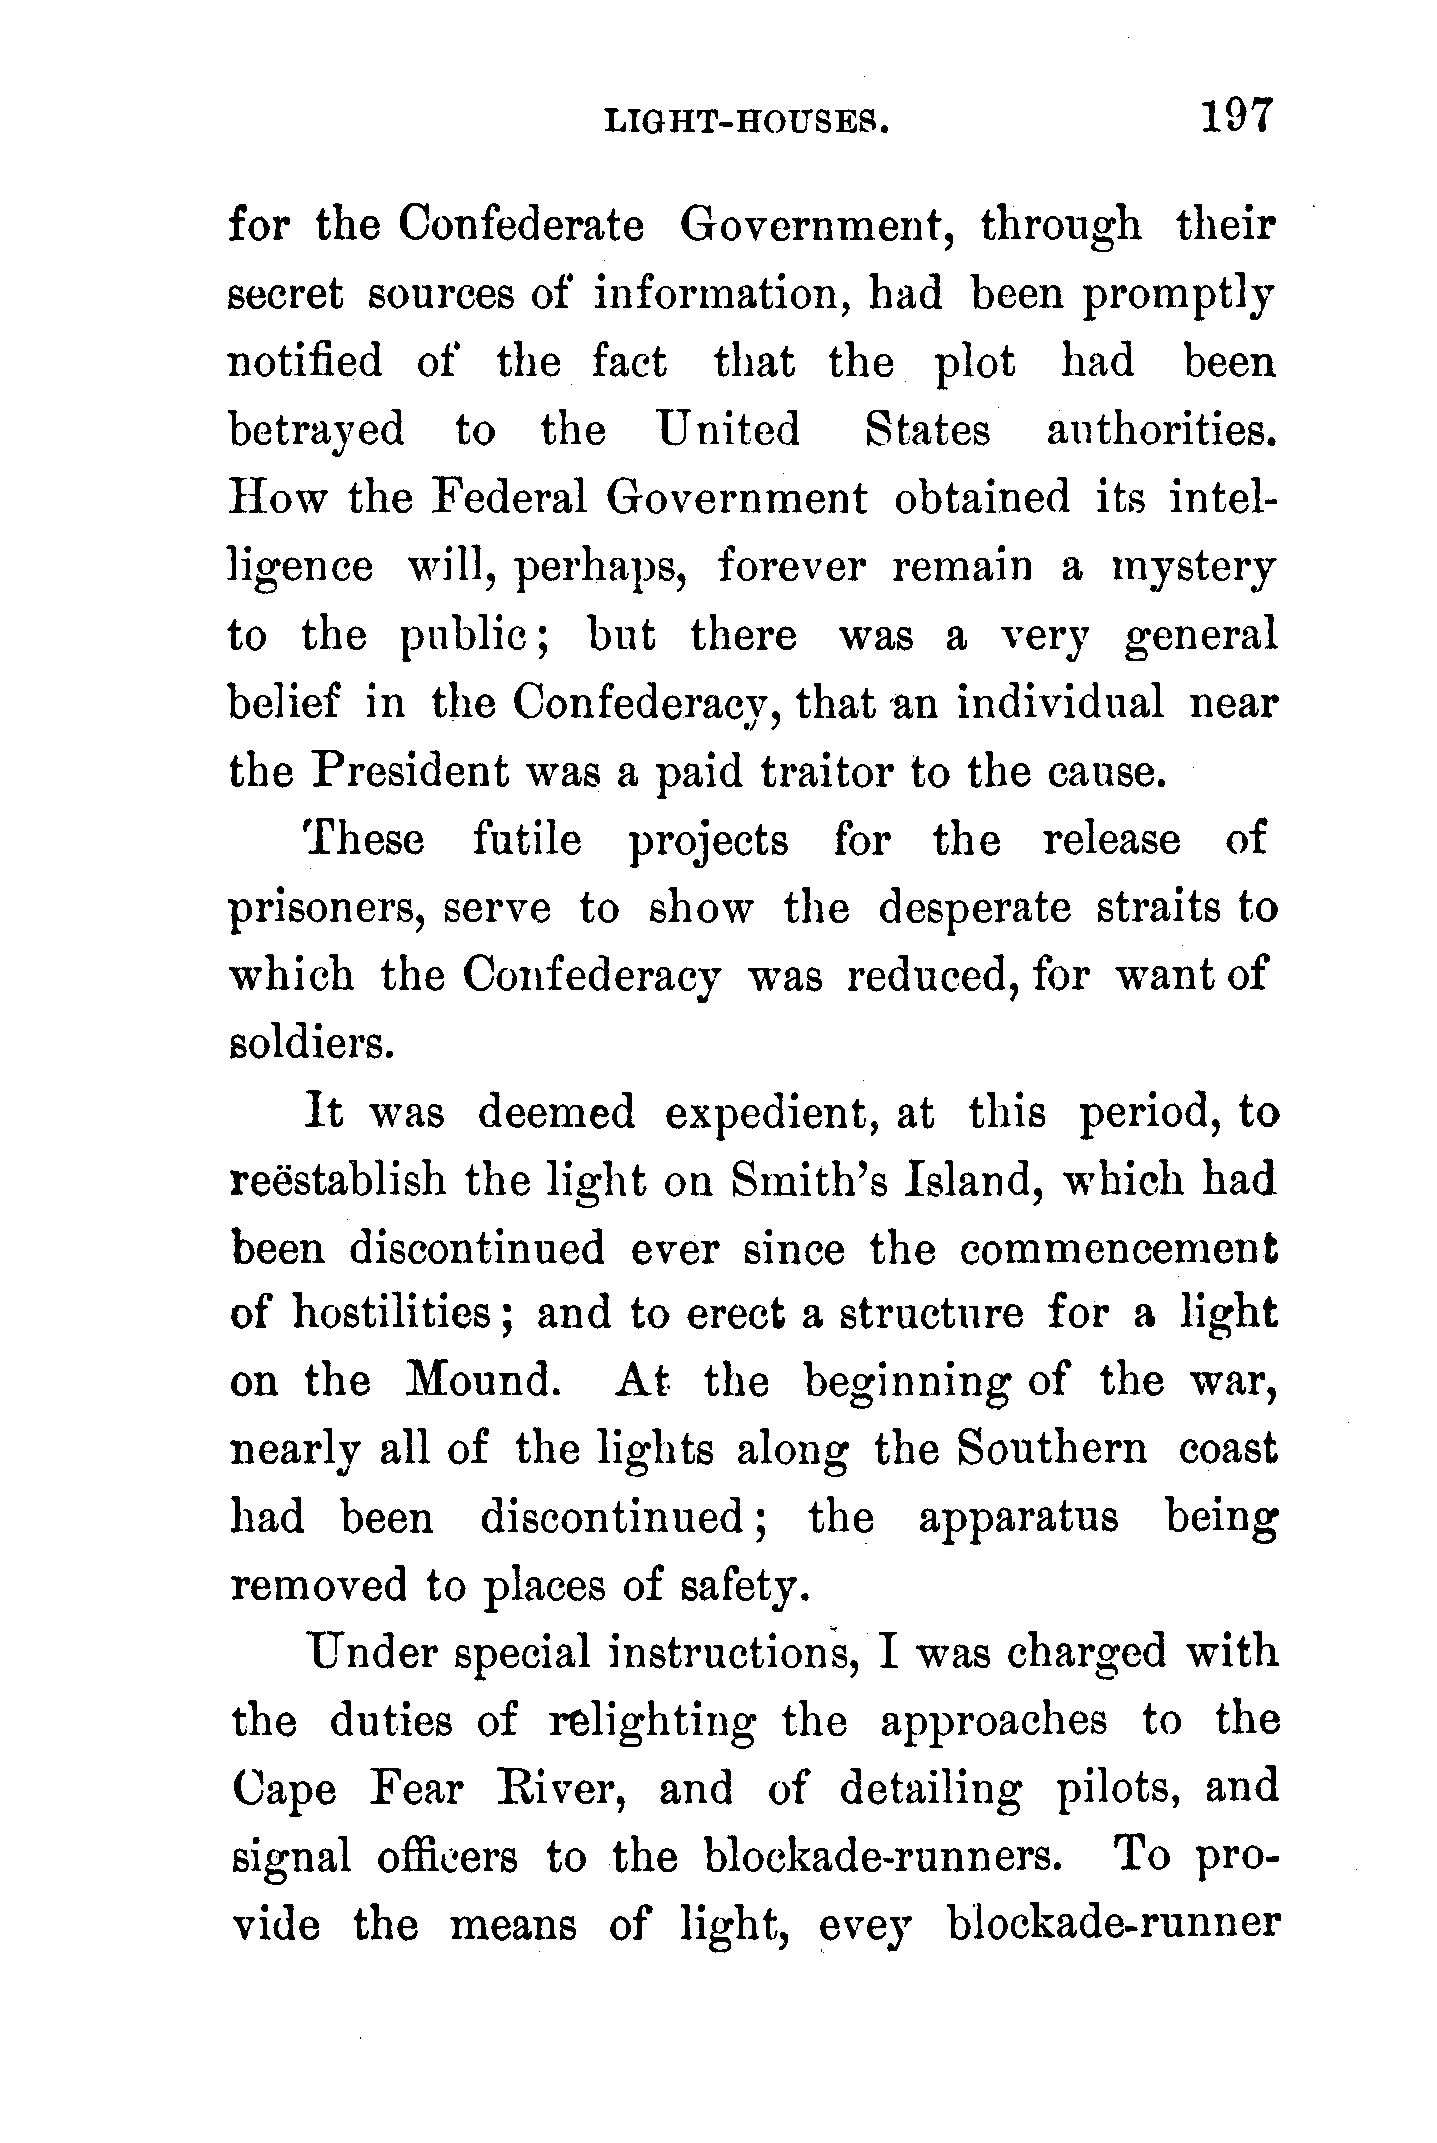 LIGHT-HOUSES. 197
for the Confederate Government, through their
secret sources of information, had been promptly
notified of the fact that the plot had been
betrayed to the United States authorities.
How the Federal Government obtained its intel-
ligence will, perhaps, forever remain a mystery
to the public; but there was a very general
belief in the Confederacy, that an individual near
the President was a paid traitor to the cause.
These futile projects for the release of
prisoners, serve to show the desperate straits to
which the Confederacy was reduced, for want of
soldiers.
It was deemed expedient, at this period, to
reëstablish the light on Smith's Island, which had
been discontinued ever since the commencement
of hostilities; and to erect a structure for a light
on the Mound. At the beginning of the war,
nearly all of the lights along the Southern coast
had been discontinued; the apparatus being
removed to places of safety.
Under special instructions, I was charged with
the duties of relighting the approaches to the
Cape Fear River, and of detailing pilots, and
signal officers to the blockade-runners. To pro-
vide the means of light, evey blockade-runner